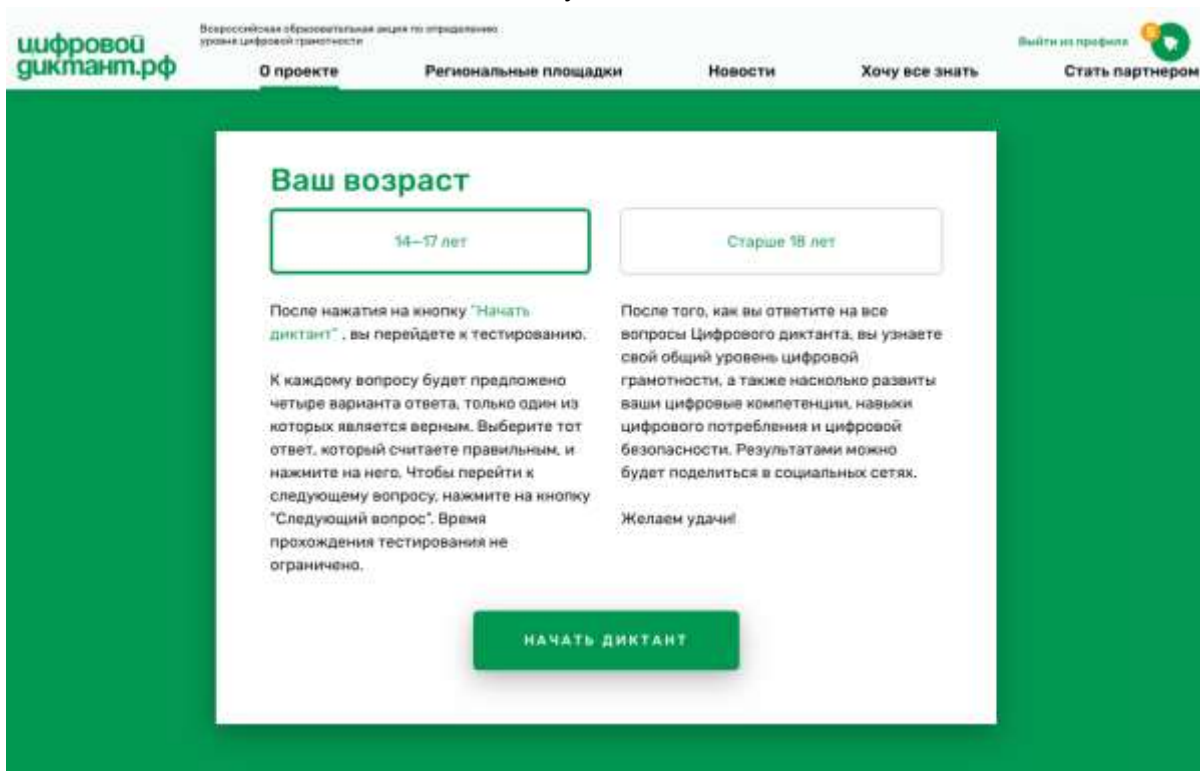 цифровой
диктант.рф
Всероссийская образовательная акция по определению
уровня цифровой грамотности
Выйти из профиля
О проекте
Региональные площадки
Новости
Хочу все знать
Стать партнером
Ваш возраст
14–17 лет
Старше 18 лет
После нажатия на кнопку "Начать
диктант" , вы перейдете к тестированию.
К каждому вопросу будет предложено
четыре варианта ответа, только один из
которых является верным. Выберите тот
ответ, который считаете правильным, и
нажмите на него. Чтобы перейти к
следующему вопросу, нажмите на кнопку
"Следующий вопрос". Время
прохождения тестирования не
ограничено.
После того, как вы ответите на все
вопросы Цифрового диктанта, вы узнаете
свой общий уровень цифровой
грамотности, а также насколько развиты
ваши цифровые компетенции, навыки
цифрового потребления и цифровой
безопасности. Результатами можно
будет поделиться в социальных сетях.
Желаем удачи!
НАЧАТЬ ДИКТАНТ